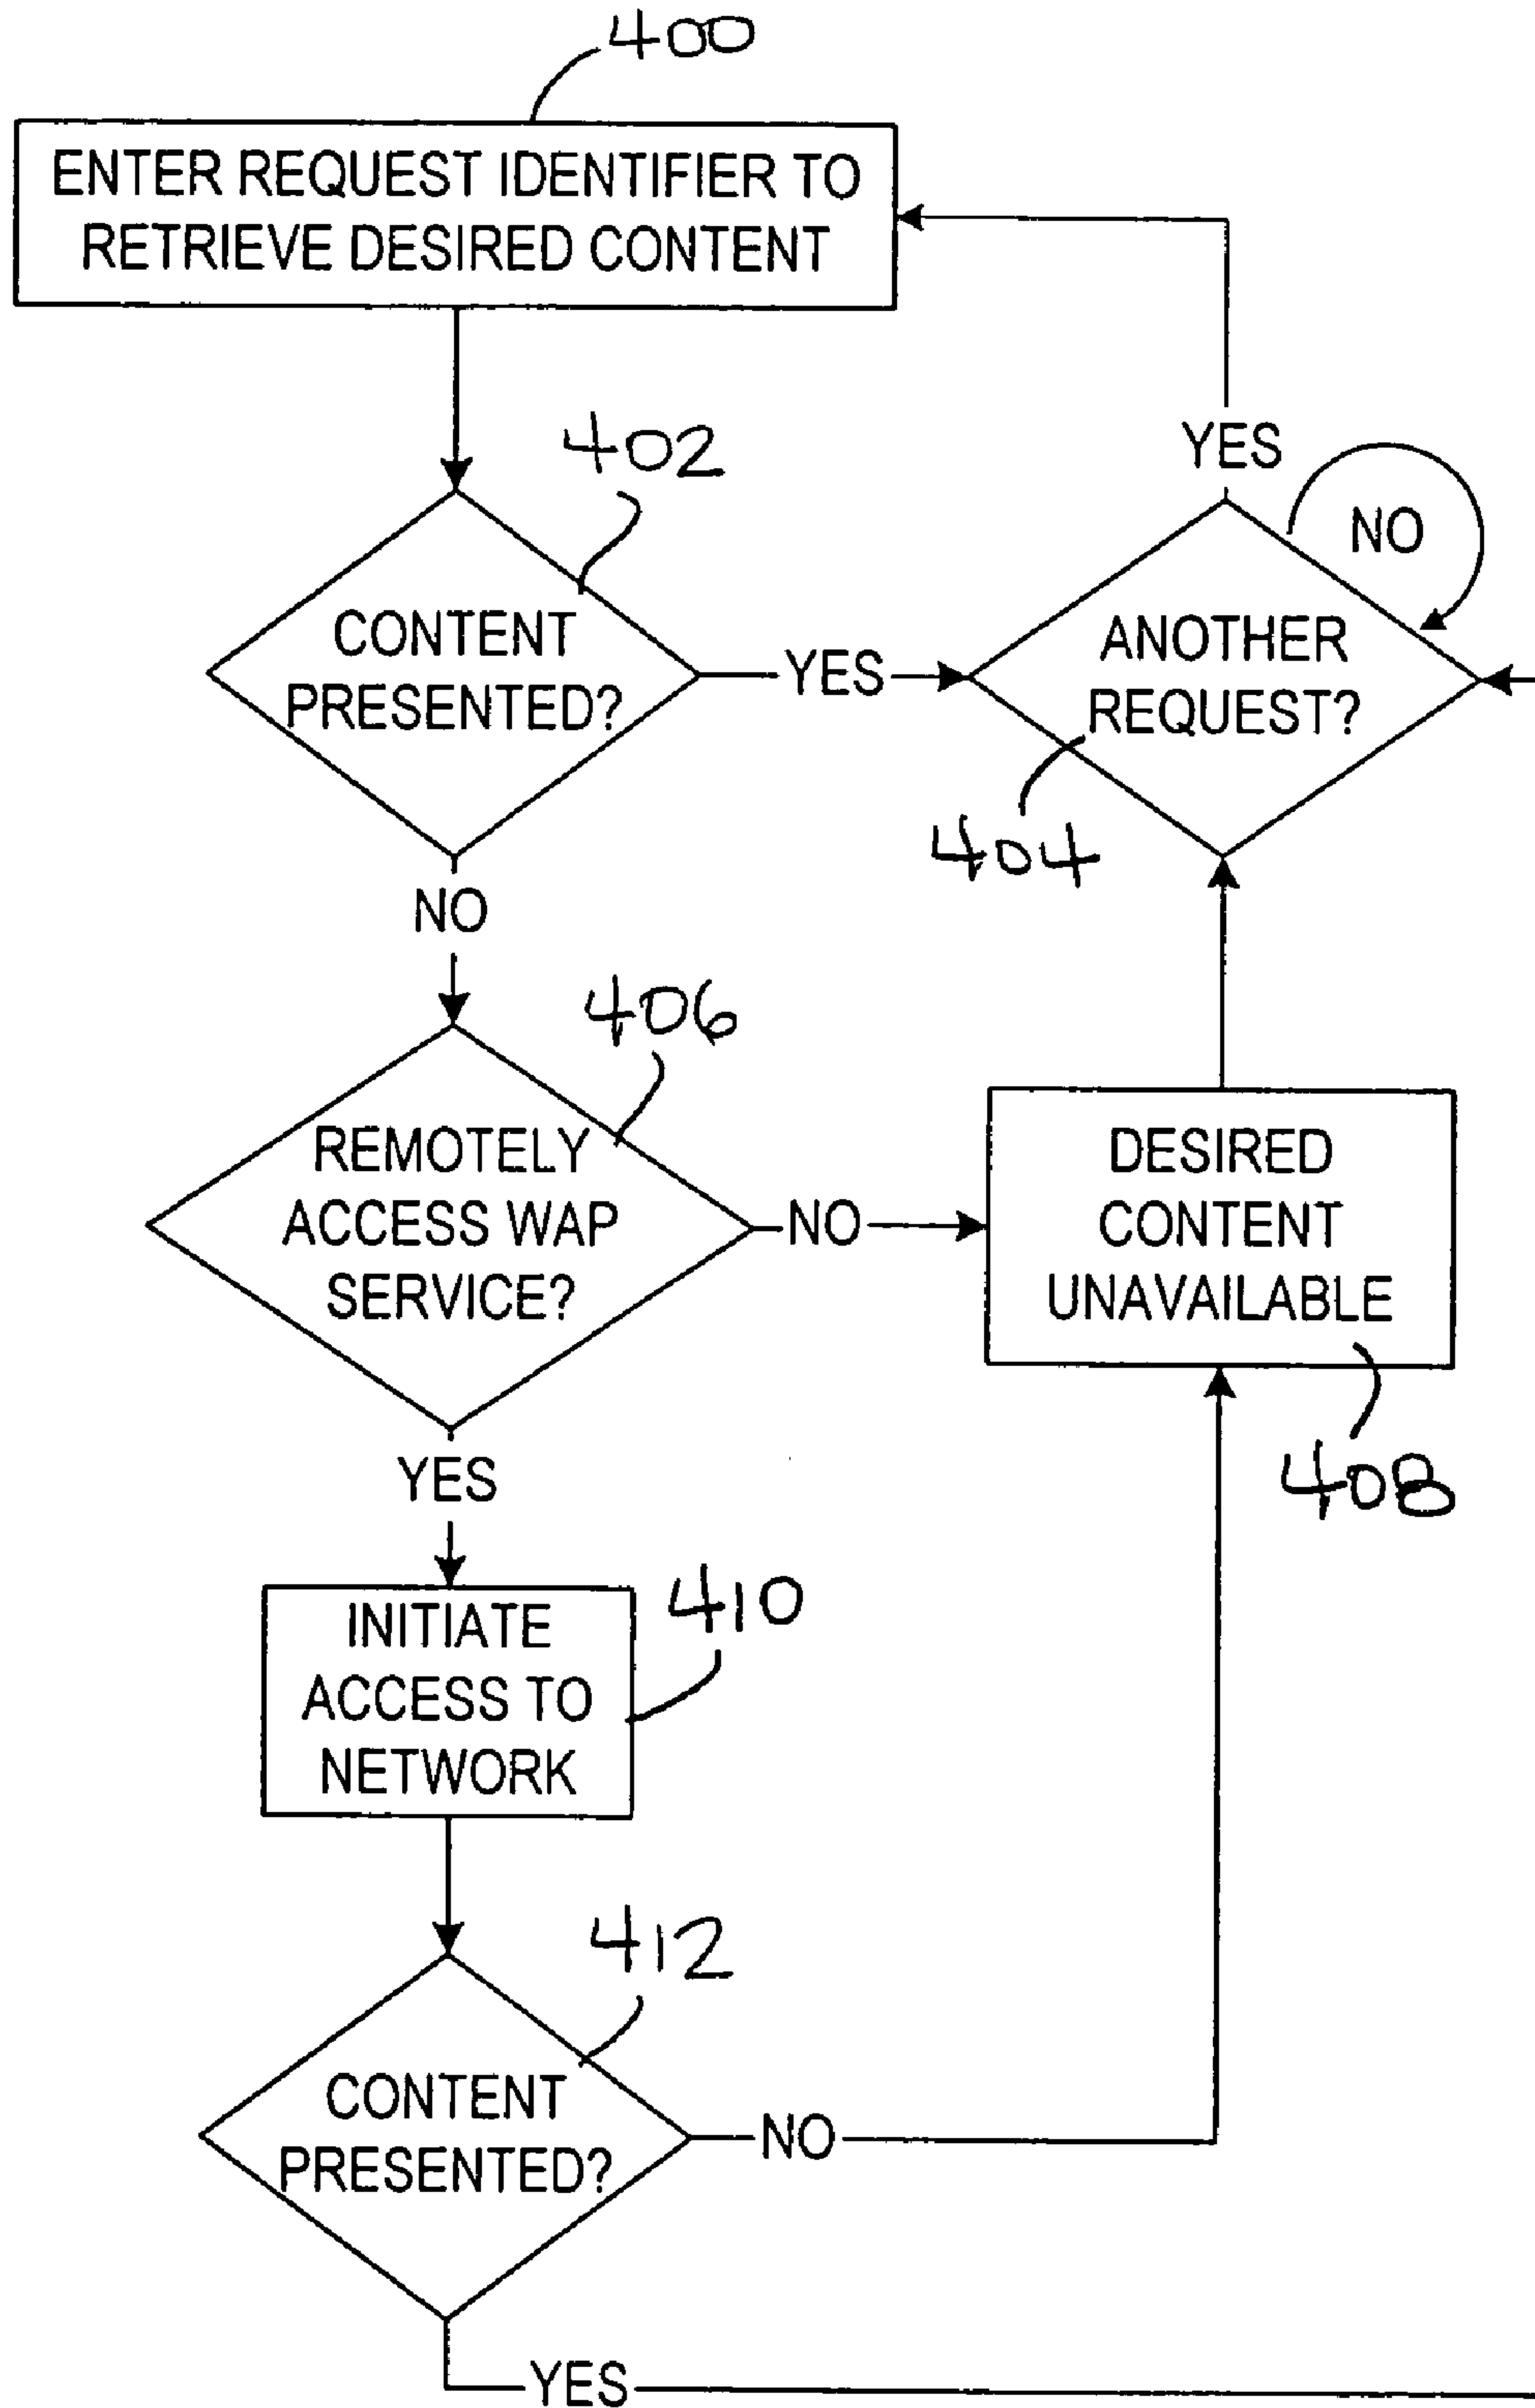 400
ENTER REQUEST IDENTIFIER TO
RETRIEVE DESIRED CONTENT
402
YES
NO
CONTENT
PRESENTED?
YES
ANOTHER
REQUEST?
404
NO
406
REMOTELY
ACCESS WAP
SERVICE?
NO
DESIRED
CONTENT
UNAVAILABLE
408
YES
INITIATE
ACCESS TO
NETWORK
410
412
CONTENT
PRESENTED?
NO
YES